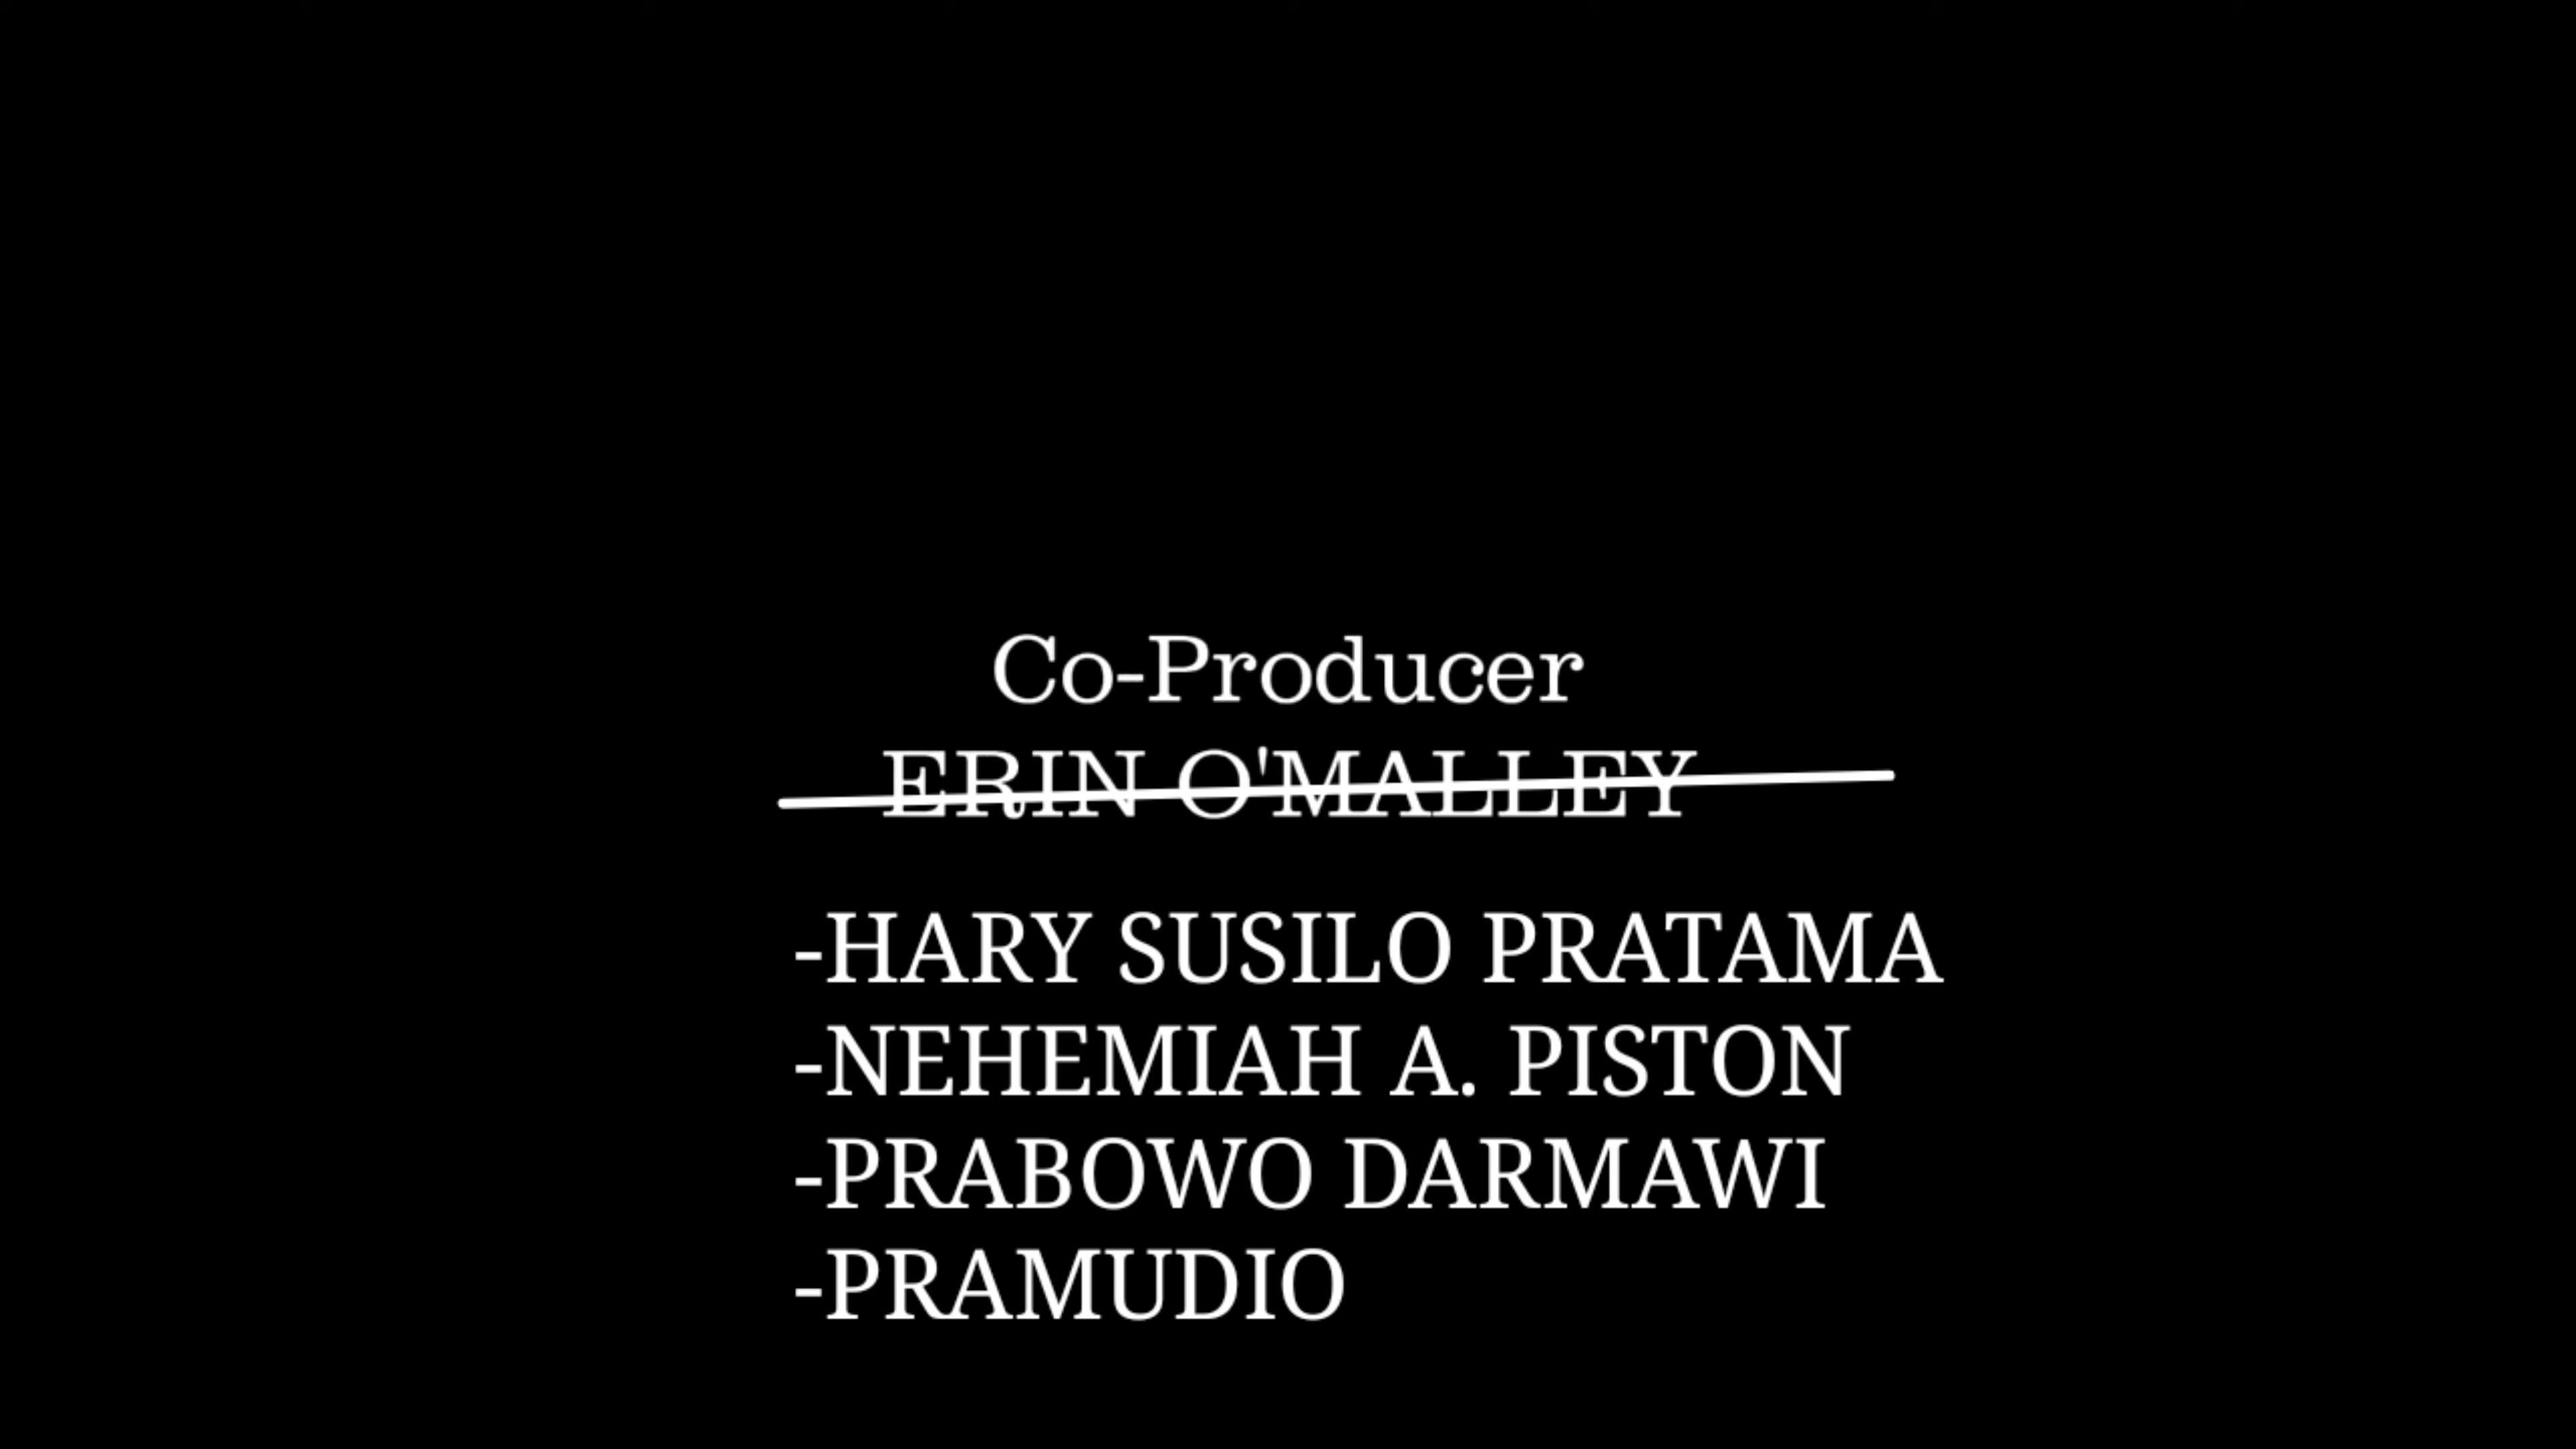 Co-Producer
ERIN O'MALLEY
-HARY SUSILO PRATAMA
-NEHEMIAH A. PISTON
-PRABOWO DARMAWI
-PRAMUDIO